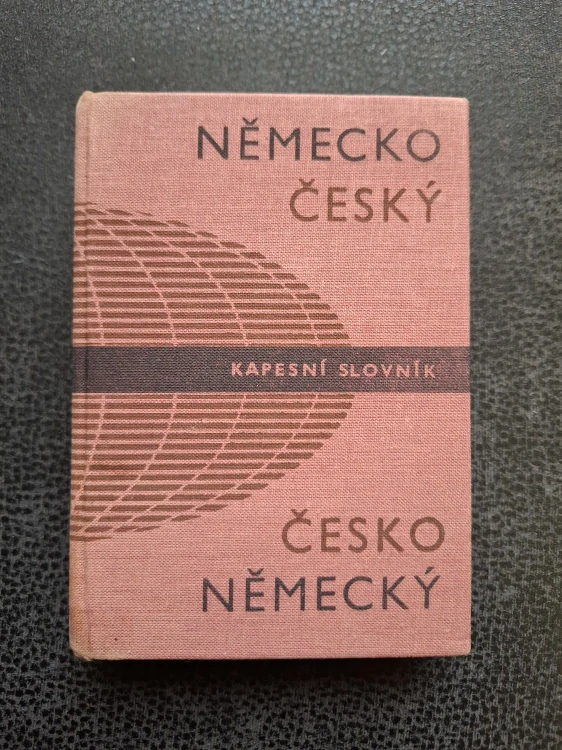 NĚMECKO
ČESKÝ
KAPESNÍ SLOVNÍK
ČESKO
NĚMECKÝ